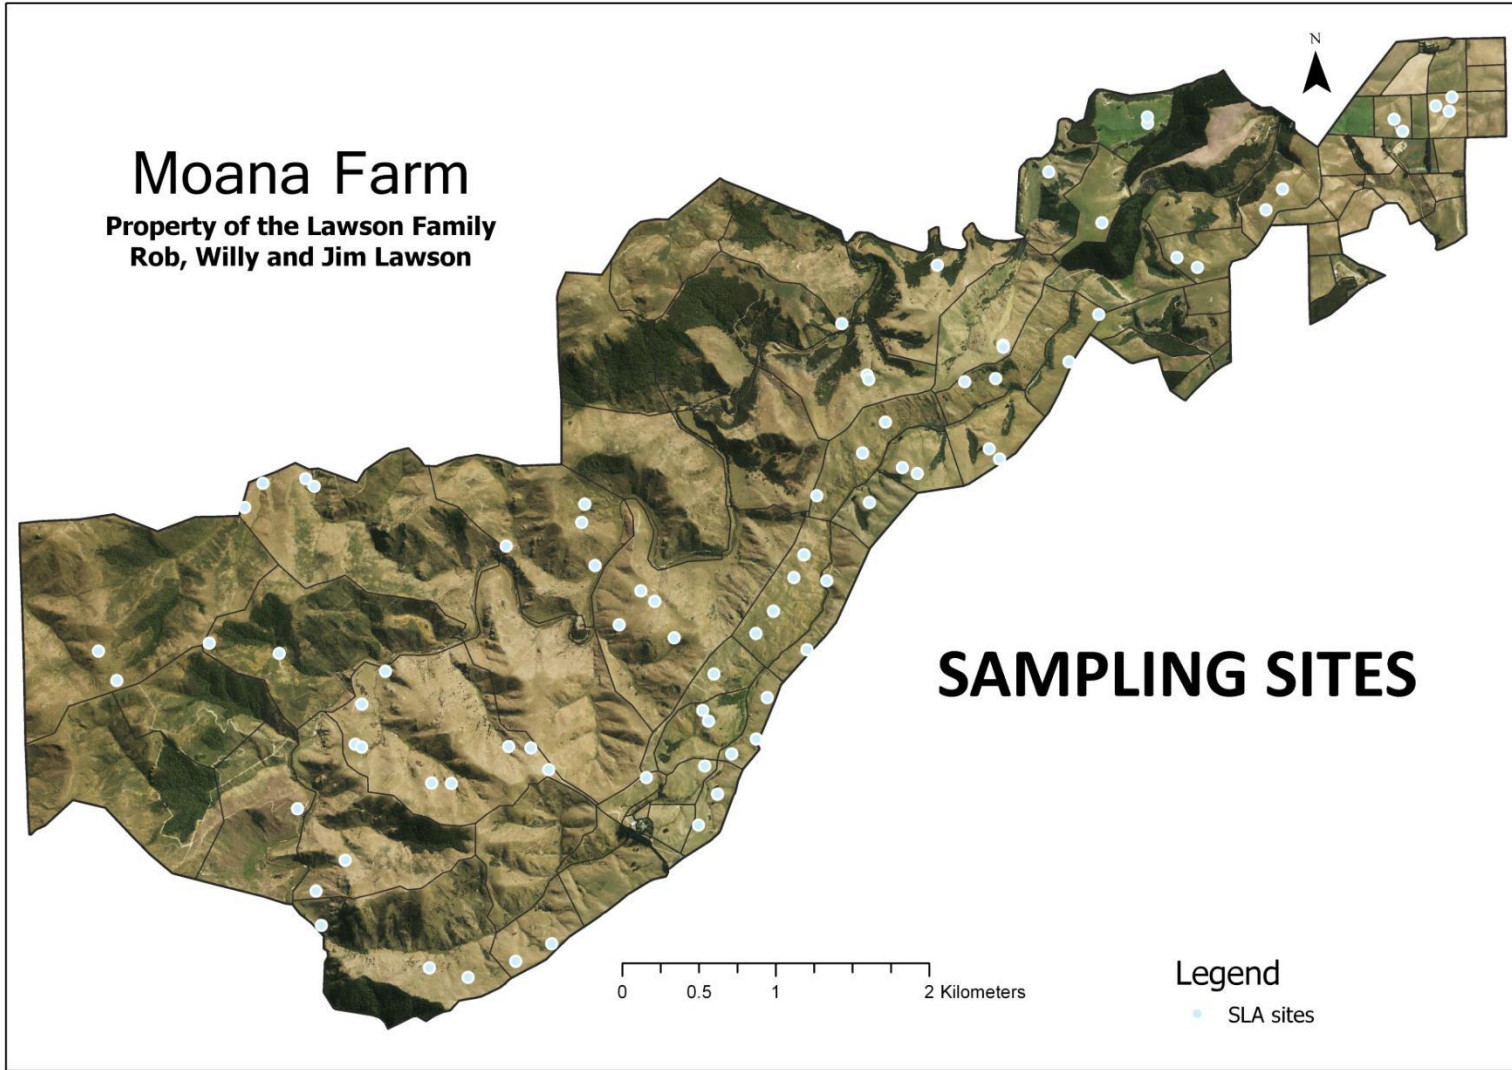 N
Moana Farm
Property of the Lawson Family
Rob, Willy and Jim Lawson
SAMPLING SITES
0 0.5 1 2 Kilometers
Legend
SLA sites